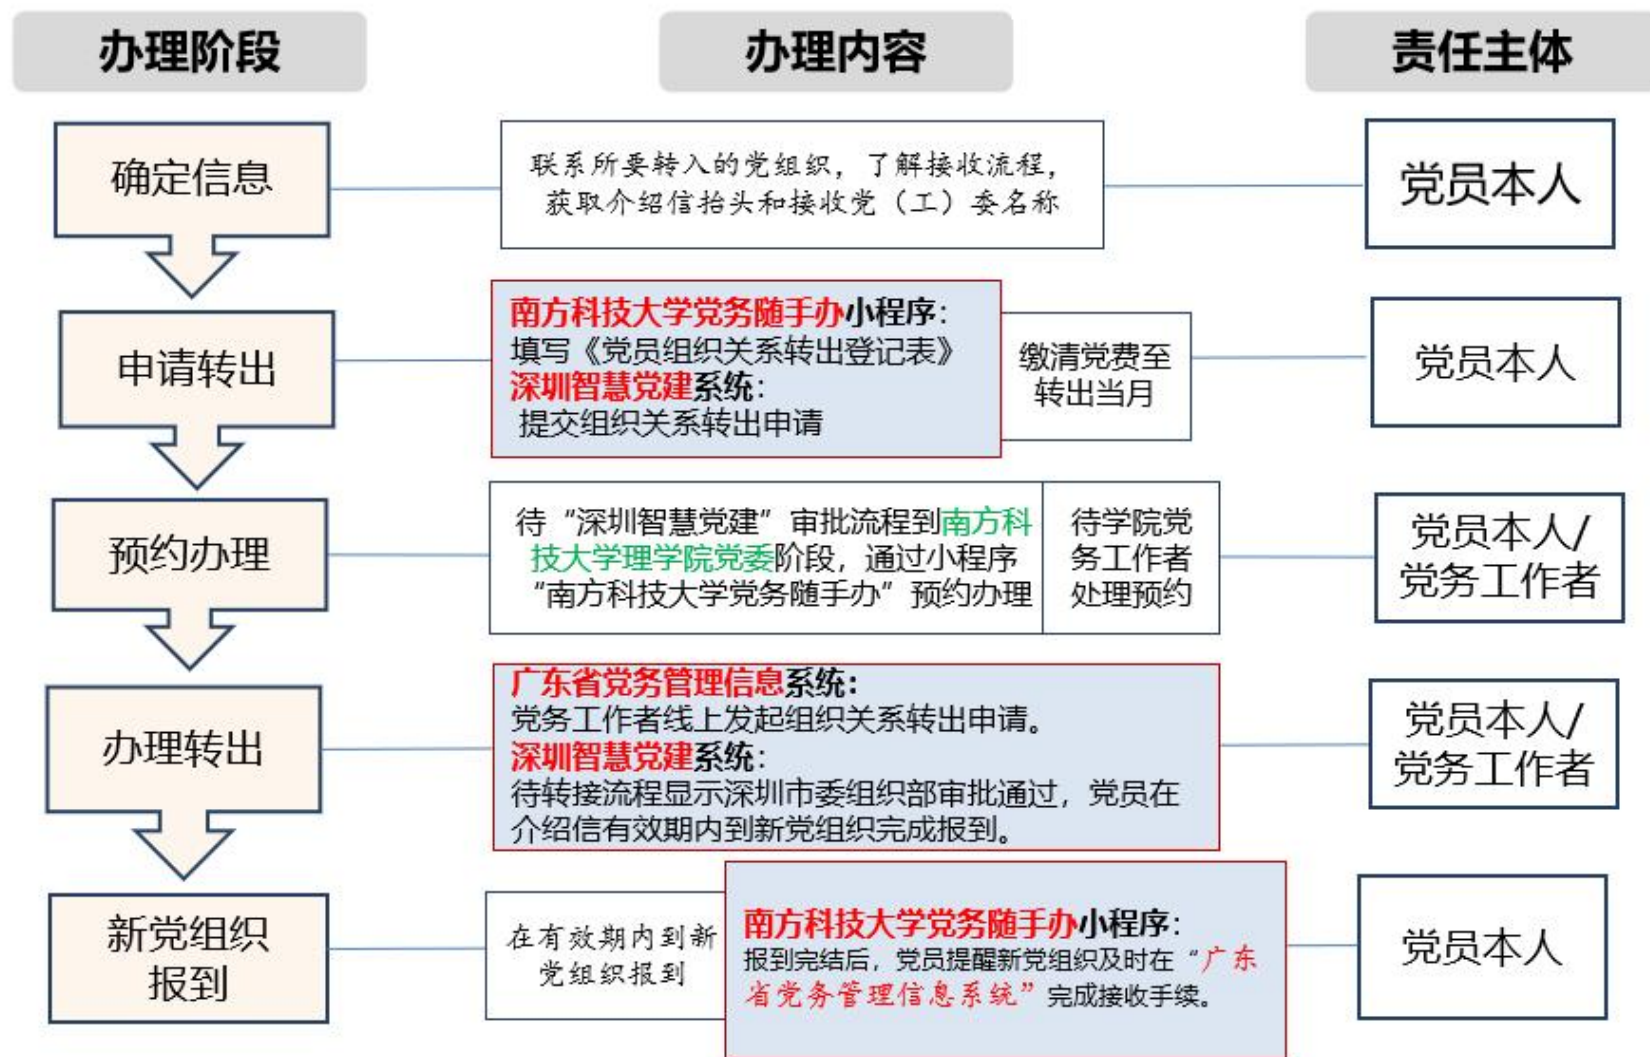 办理阶段
办理内容
责任主体
确定信息
联系所要转入的党组织，了解接收流程，
获取介绍信抬头和接收党（工）委名称
党员本人
申请转出
南方科技大学党务随手办小程序：
填写《党员组织关系转出登记表》
深圳智慧党建系统：
提交组织关系转出申请
缴清党费至
转出当月
党员本人
预约办理
待“深圳智慧党建”审批流程到南方科
技大学理学院党委阶段，通过小程序
“南方科技大学党务随手办”预约办理
待学院党
务工作者
处理预约
党员本人/
党务工作者
办理转出
广东省党务管理信息系统：
党务工作者线上发起组织关系转出申请。
深圳智慧党建系统：
待转接流程显示深圳市委组织部审批通过，党员在
介绍信有效期内到新党组织完成报到。
党员本人/
党务工作者
新党组织
报到
在有效期内到新
党组织报到
南方科技大学党务随手办小程序：
报到完结后，党员提醒新党组织及时在“广东
省党务管理信息系统”完成接收手续。
党员本人